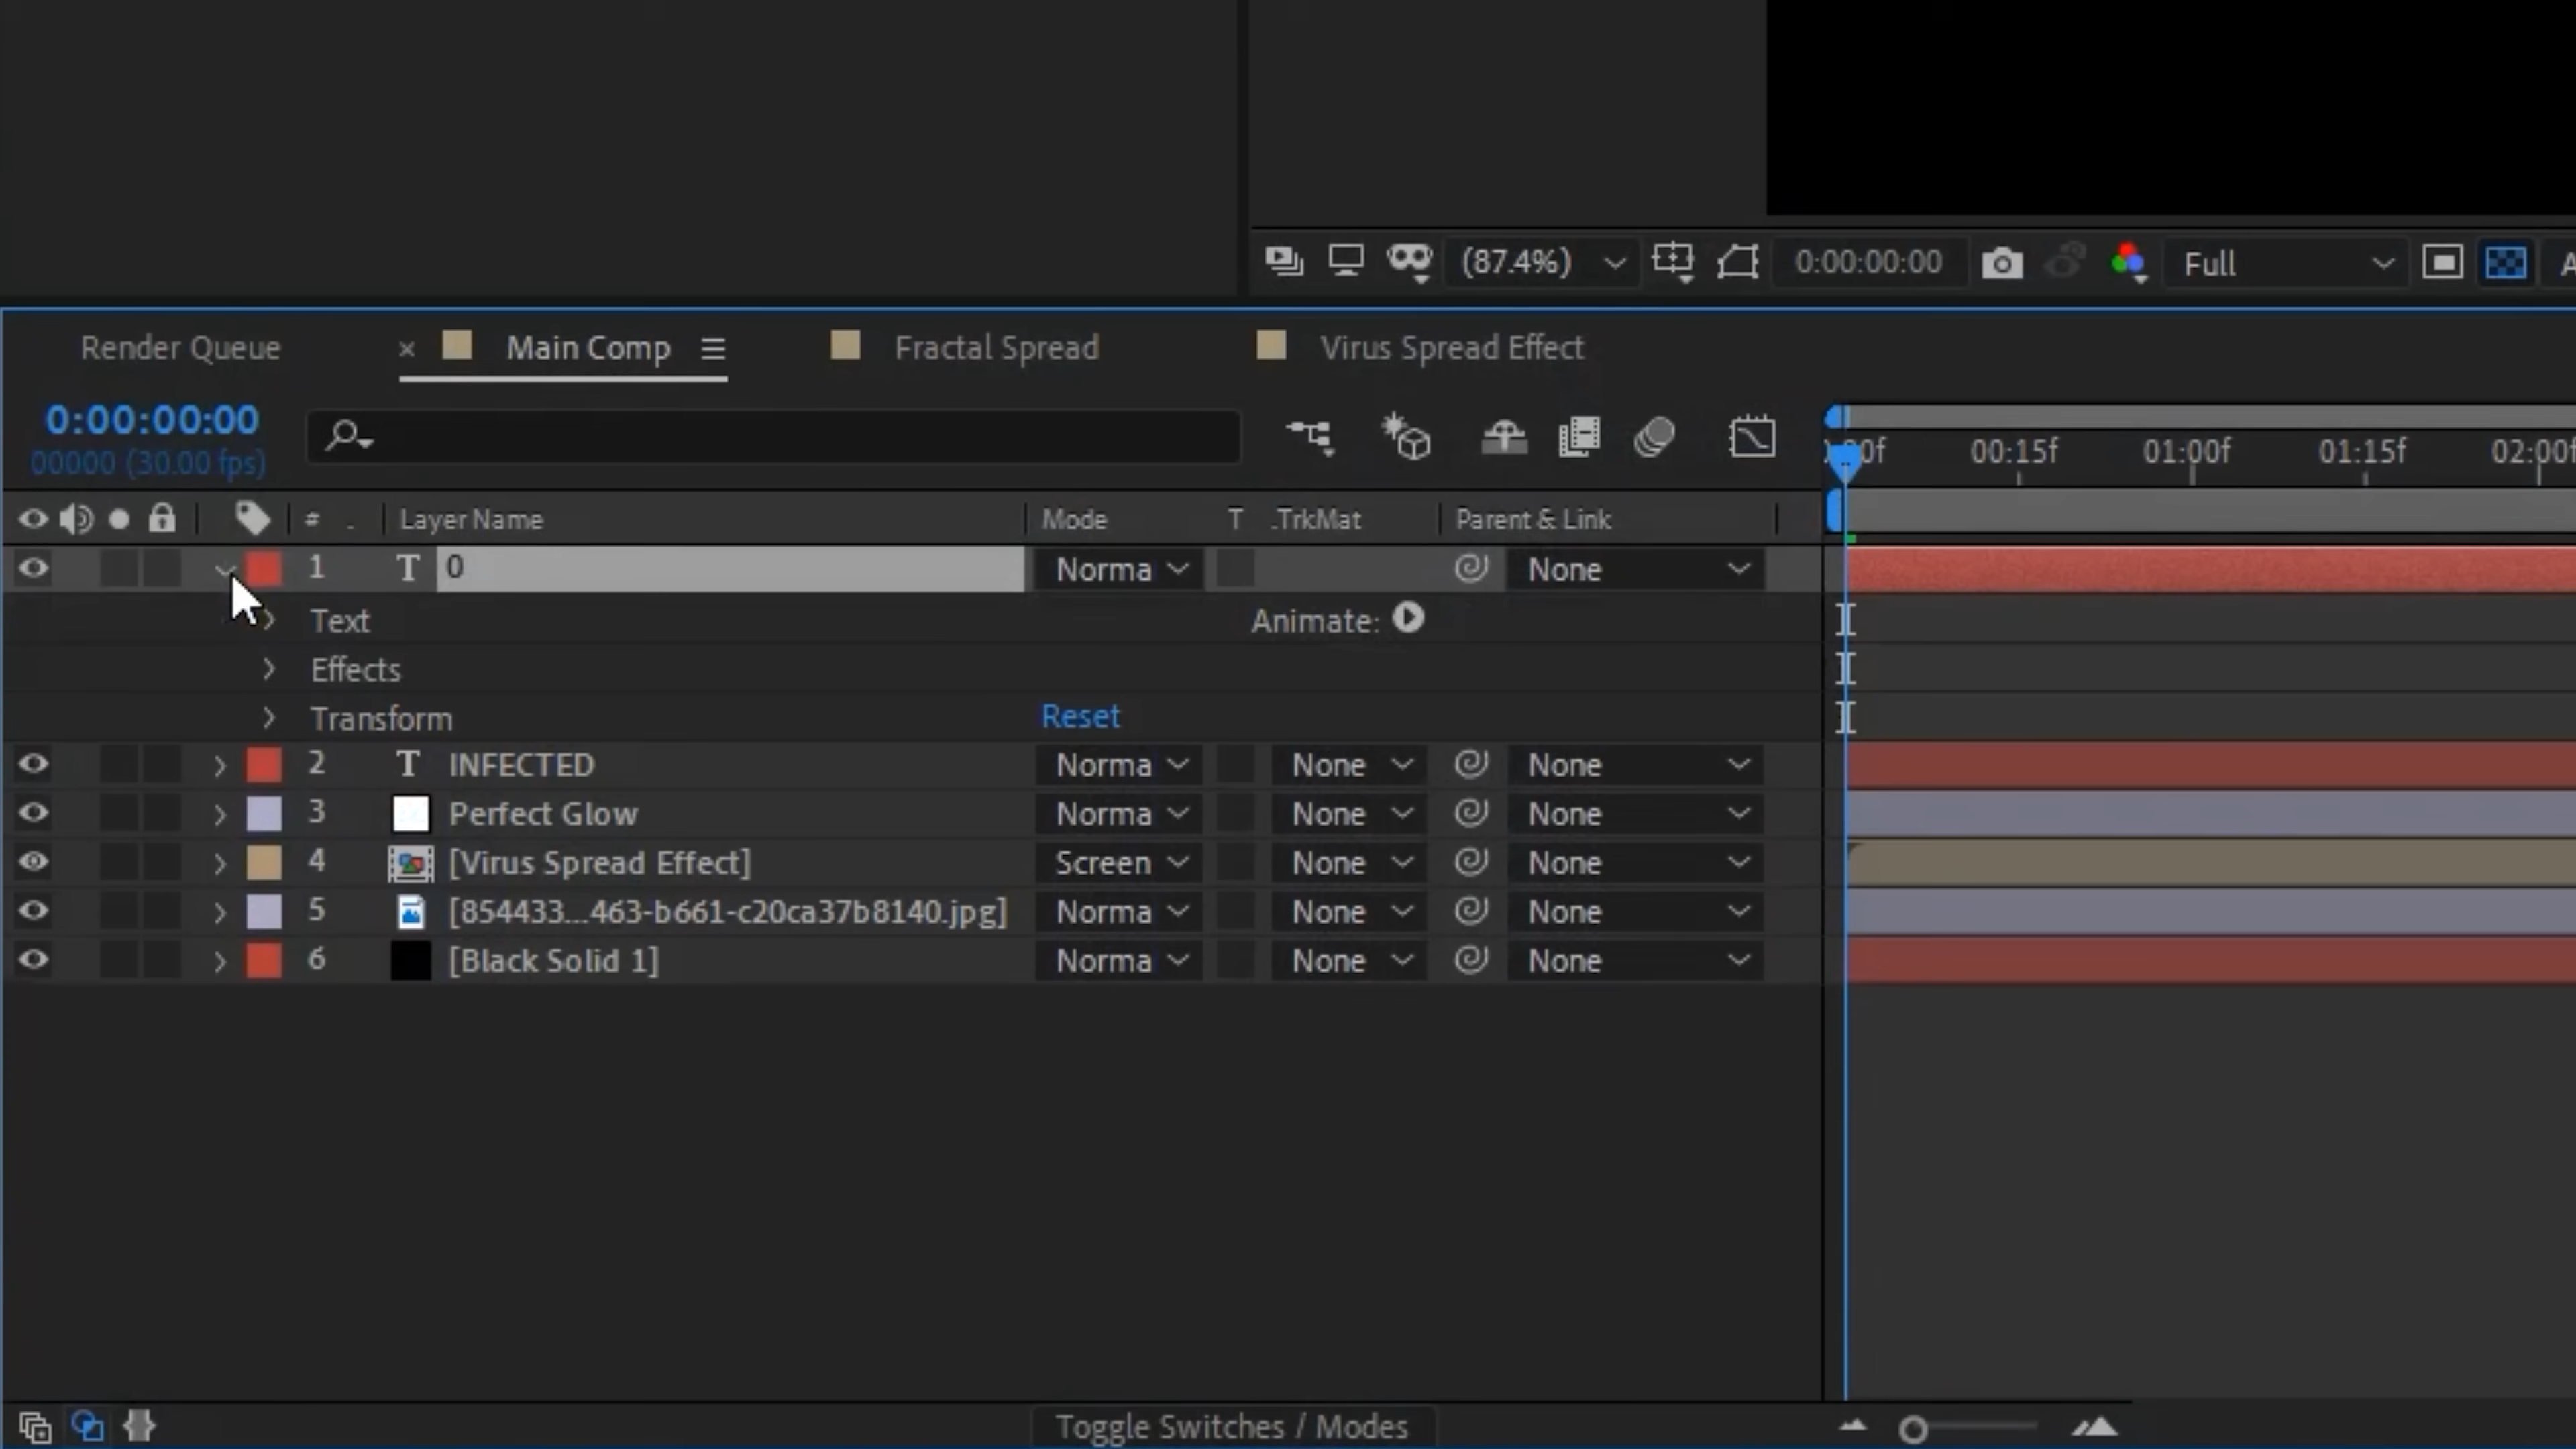 (87.4%) 0:00:00:00 Full
Render Queue × Main Comp Fractal Spread Virus Spread Effect
0:00:00:00
00000 (30.00 fps)
00:15f 01:00f 01:15f 02:00f
# . Layer Name Mode T .TrkMat Parent & Link
1 T 0 Norma None
Text Animate:
Effects
Transform Reset
2 T INFECTED Norma None None
3 Perfect Glow Norma None None
4 [Virus Spread Effect] Screen None None
5 [854433...463-b661-c20ca37b8140.jpg] Norma None None
6 [Black Solid 1] Norma None None
Toggle Switches / Modes